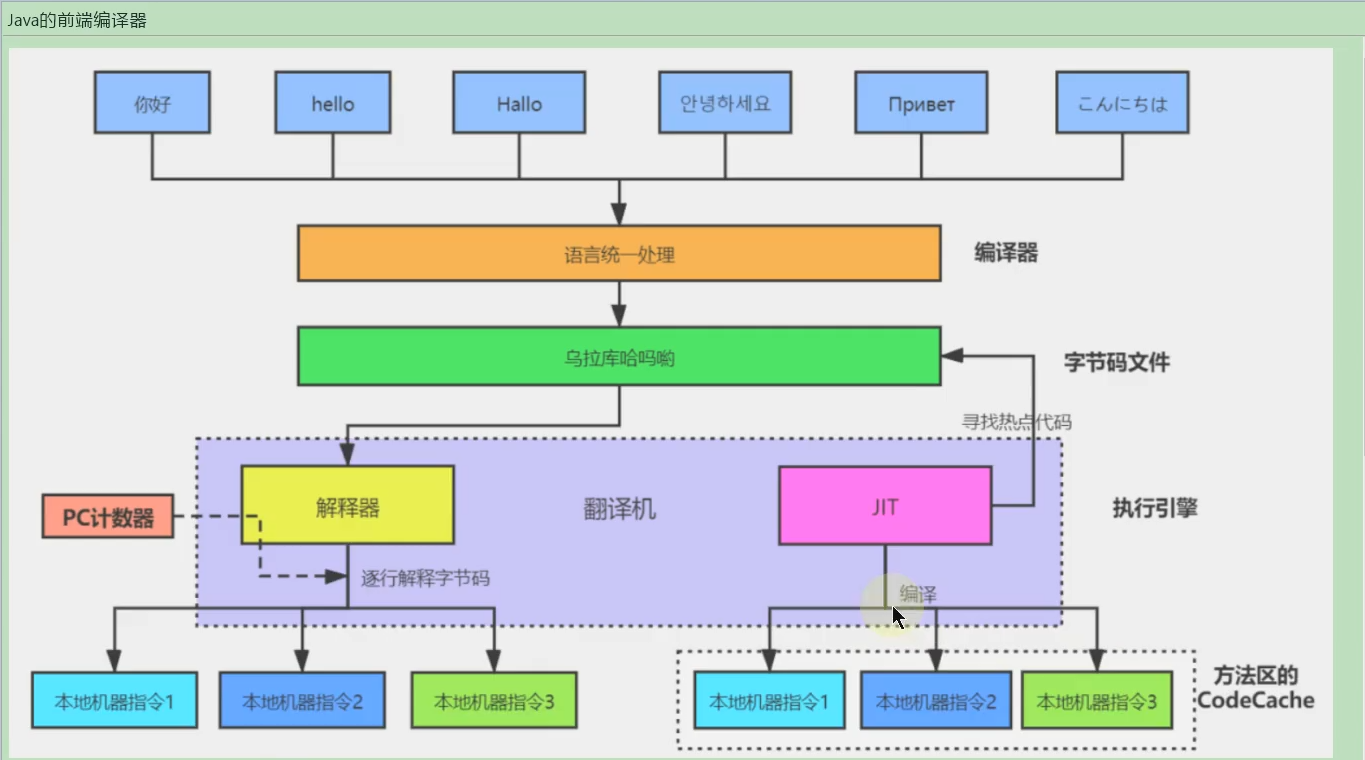 Java的前端编译器
你好
hello
Hallo
안녕하세요
Привет
こんにちは
语言统一处理
编译器
乌拉库哈吗哟
字节码文件
寻找热点代码
PC计数器
解释器
翻译机
JIT
执行引擎
逐行解释字节码
编译
本地机器指令1
本地机器指令2
本地机器指令3
本地机器指令1
本地机器指令2
本地机器指令3
方法区的
CodeCache